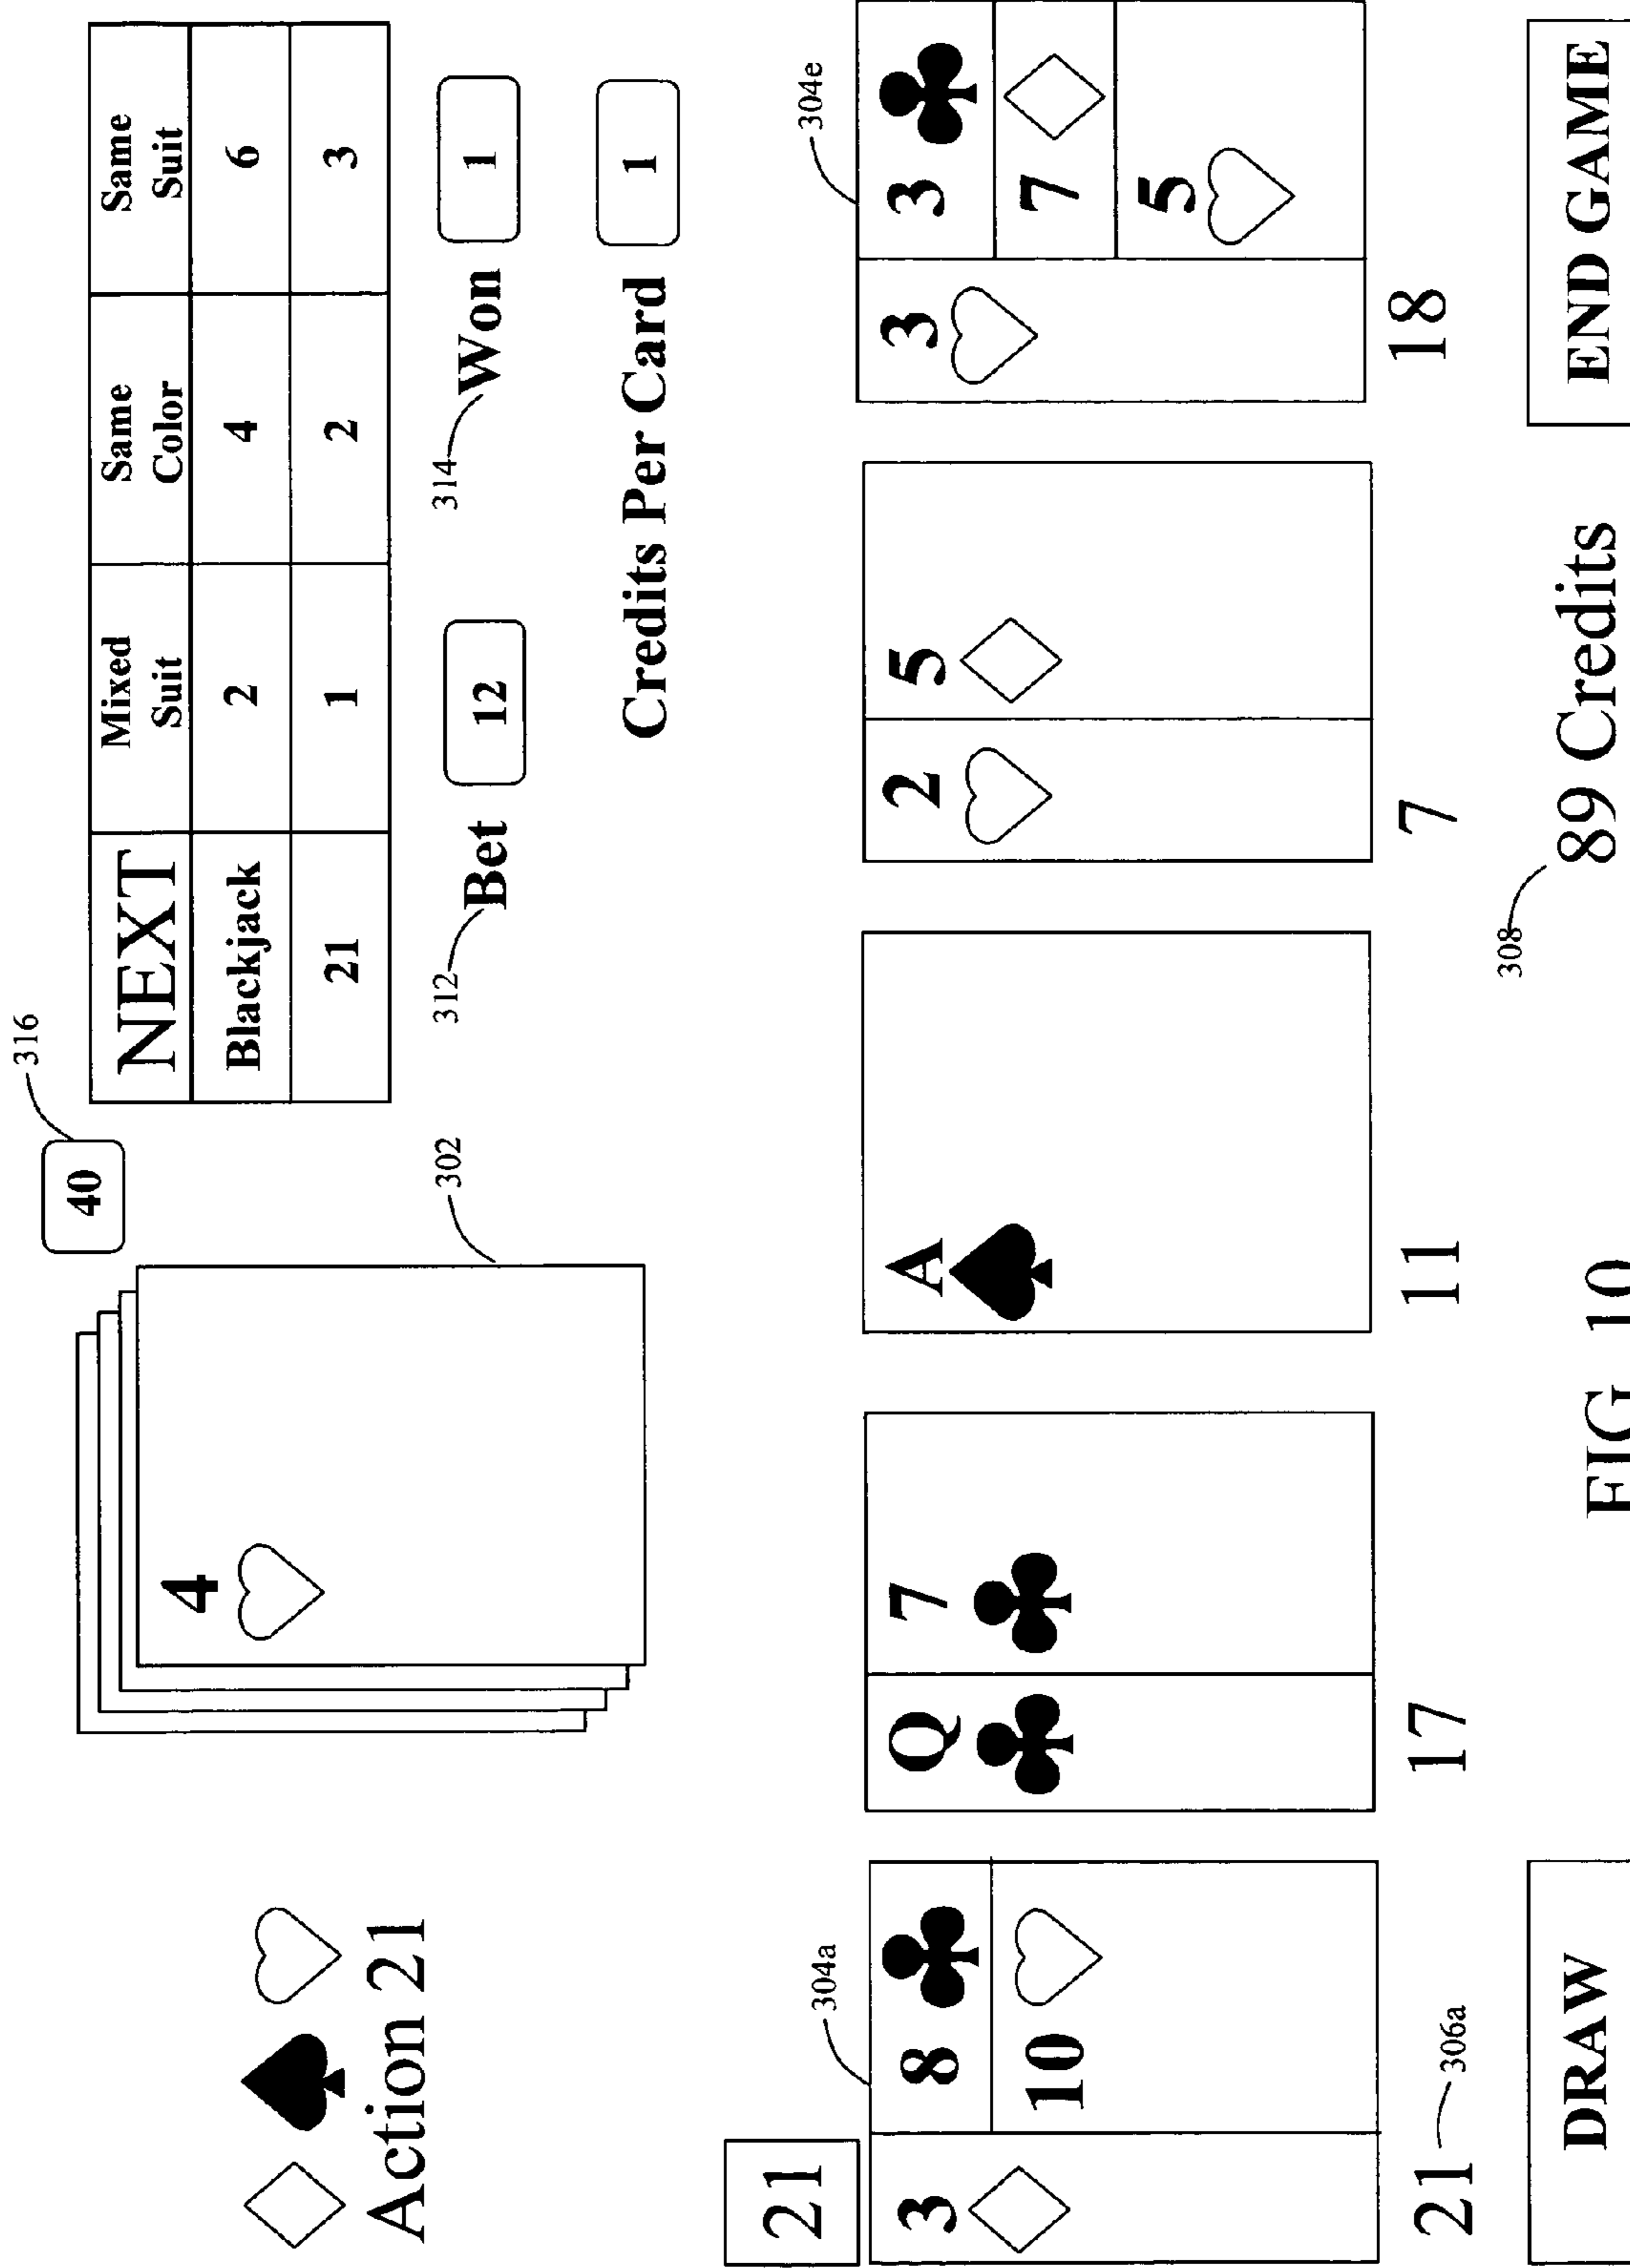 Action 21
40
316
302
4
NEXT
Mixed Suit
Same Color
Same Suit
Blackjack
2
4
6
21
1
2
3
312
Bet
12
314
Won
1
Credits Per Card
1
21
304a
3
8
10
21
306a
Q
7
17
A
11
2
5
7
304e
3
3
7
5
18
DRAW
FIG. 10
308
89 Credits
END GAME